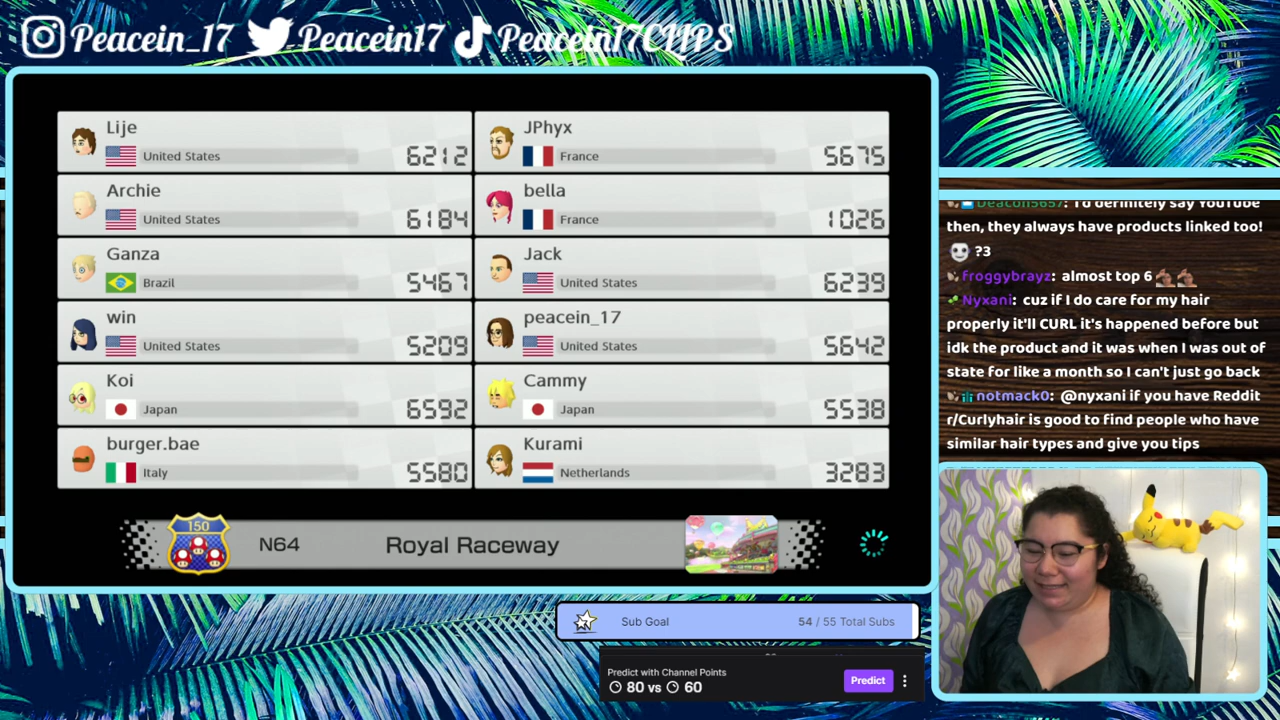 Peacein_17 Peacein17 Peacein17ClIPS
Lije
United States
6212
JPhyx
France
5675
Archie
United States
6184
bella
France
1026
Ganza
Brazil
5467
Jack
United States
6239
win
United States
5209
peacein_17
United States
5642
Koi
Japan
6592
Cammy
Japan
5538
burger.bae
Italy
5580
Kurami
Netherlands
3283
150
N64 Royal Raceway
Deacon5657: I'd definitely say YouTube
then, they always have products linked too!
?3
froggybrayz: almost top 6
Nyxani: cuz if I do care for my hair
properly it'll CURL it's happened before but
idk the product and it was when I was out of
state for like a month so I can't just go back
notmack0: @nyxani if you have Reddit
r/Curlyhair is good to find people who have
similar hair types and give you tips
Sub Goal 54 / 55 Total Subs
Predict with Channel Points
80 vs 60
Predict